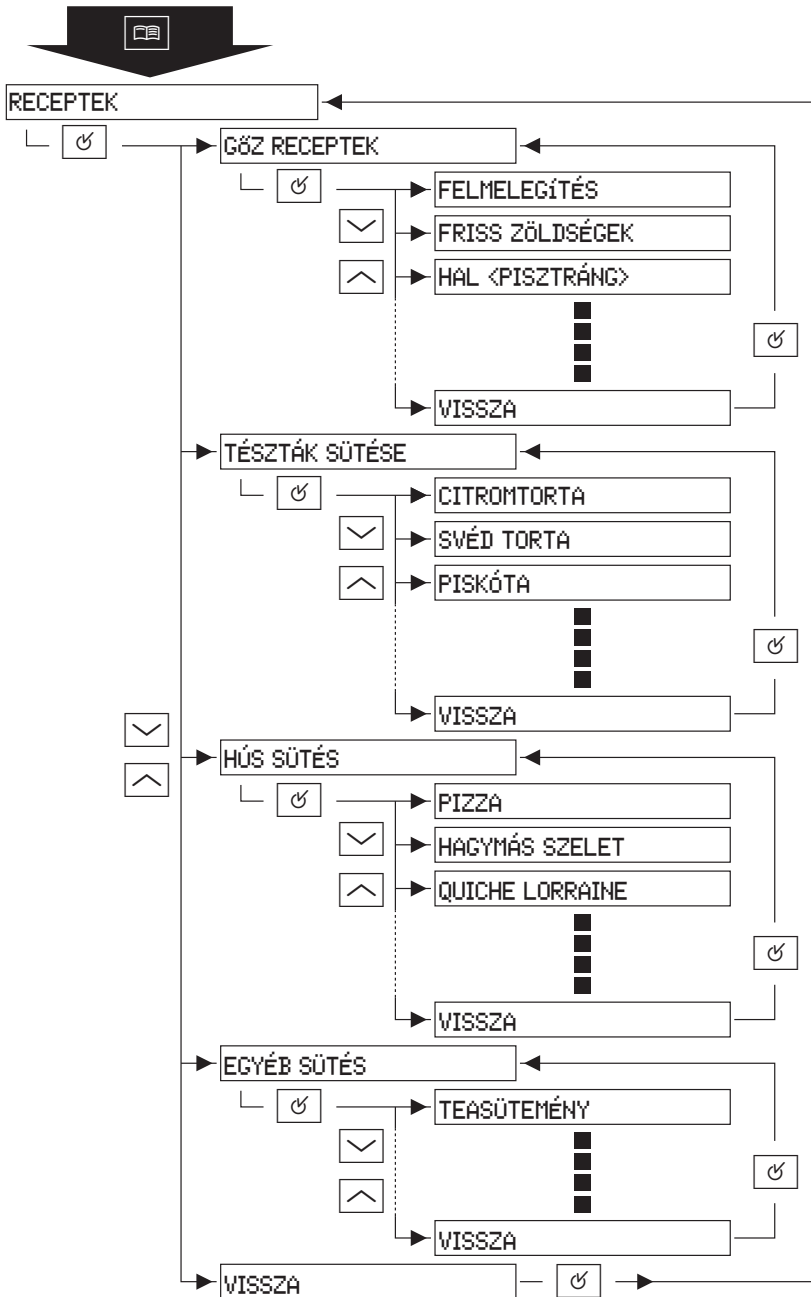 RECEPTEK
GőZ RECEPTEK
FELMELEGíTÉS
FRISS ZÖLDSÉGEK
HAL <PISZTRÁNG>
VISSZA
TÉSZTÁK SÜTÉSE
CITROMTORTA
SVÉD TORTA
PISKÓTA
VISSZA
HÚS SÜTÉS
PIZZA
HAGYMÁS SZELET
QUICHE LORRAINE
VISSZA
EGYÉB SÜTÉS
TEASÜTEMÉNY
VISSZA
VISSZA